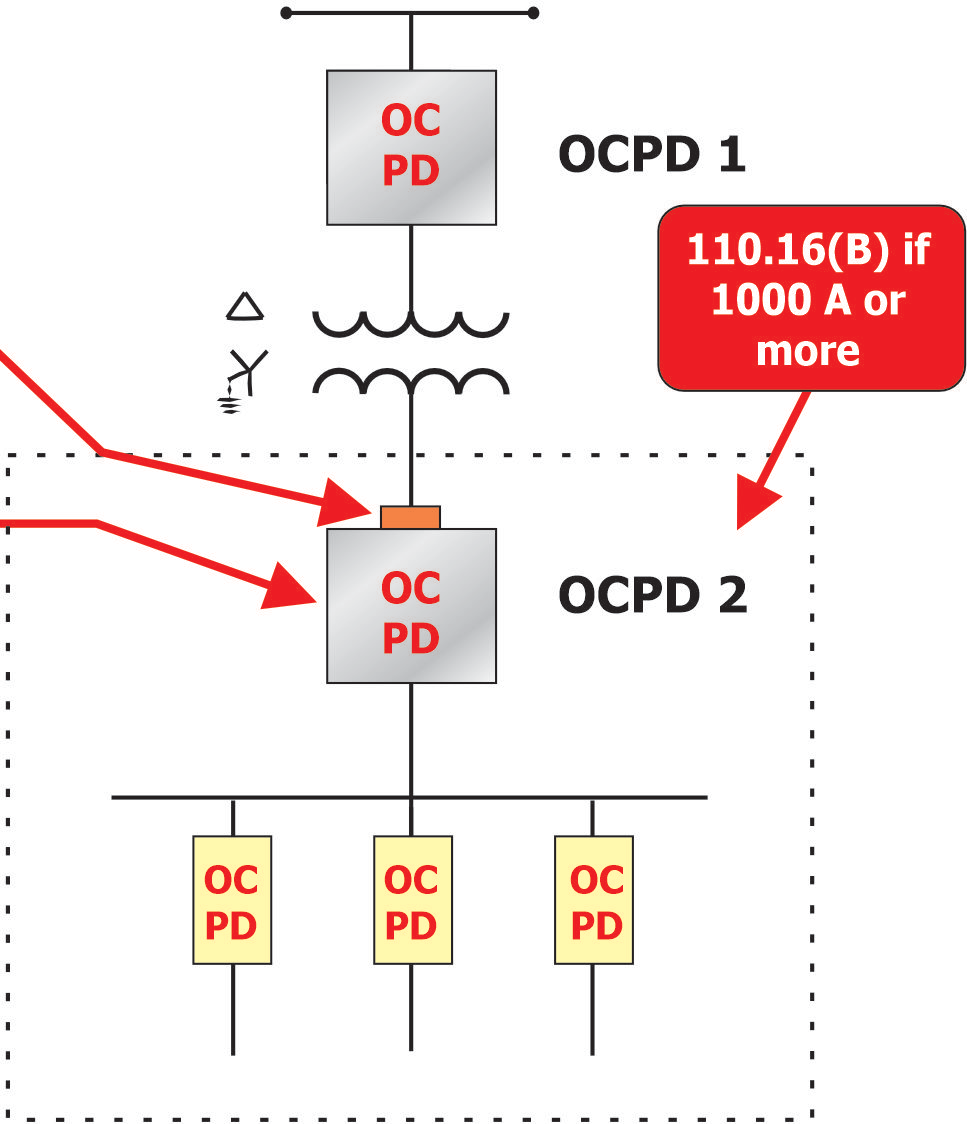 OC
PD
OCPD 1
110.16(B) if
1000 A or
more
OC
PD
OCPD 2
OC
PD
OC
PD
OC
PD